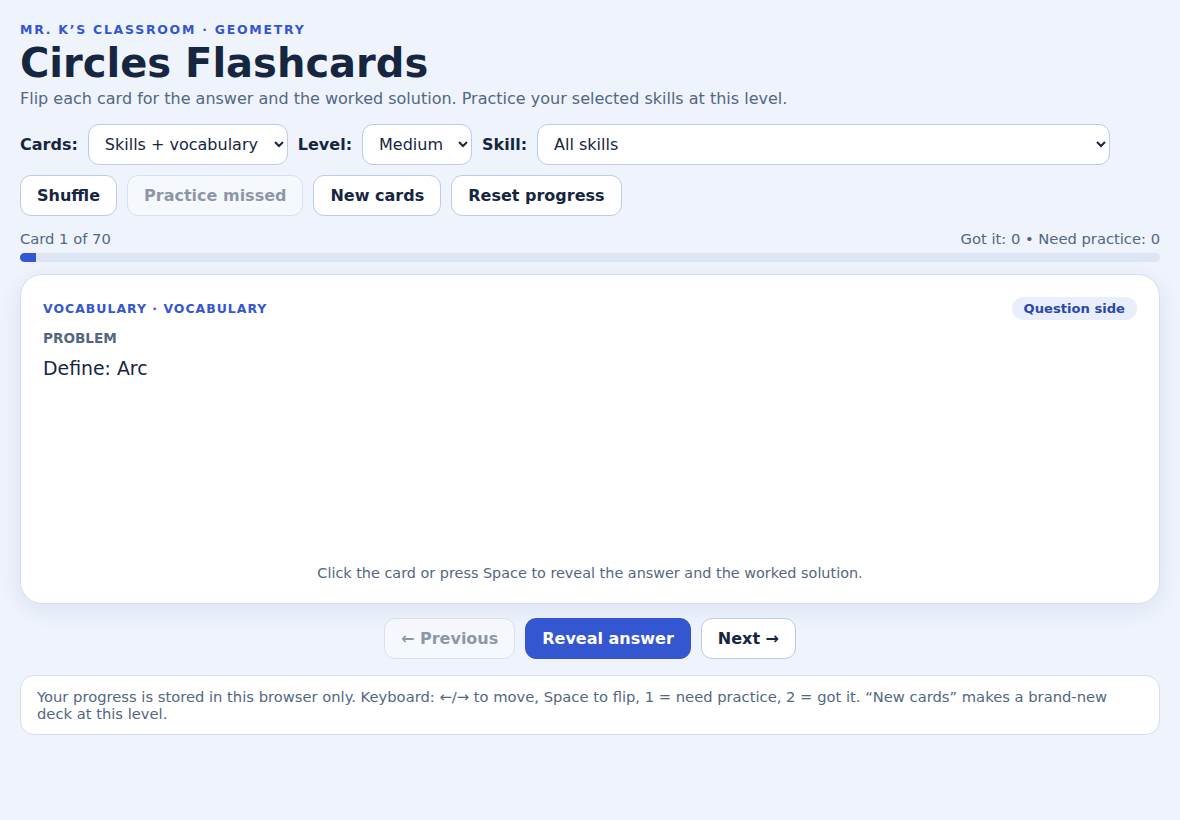 MR. K’S CLASSROOM · GEOMETRY
Circles Flashcards
Flip each card for the answer and the worked solution. Practice your selected skills at this level.
Cards: Skills + vocabulary Level: Medium Skill: All skills
Shuffle Practice missed New cards Reset progress
Card 1 of 70 Got it: 0 • Need practice: 0
VOCABULARY · VOCABULARY Question side
PROBLEM
Define: Arc
Click the card or press Space to reveal the answer and the worked solution.
← Previous Reveal answer Next →
Your progress is stored in this browser only. Keyboard: ←/→ to move, Space to flip, 1 = need practice, 2 = got it. “New cards” makes a brand-new
deck at this level.